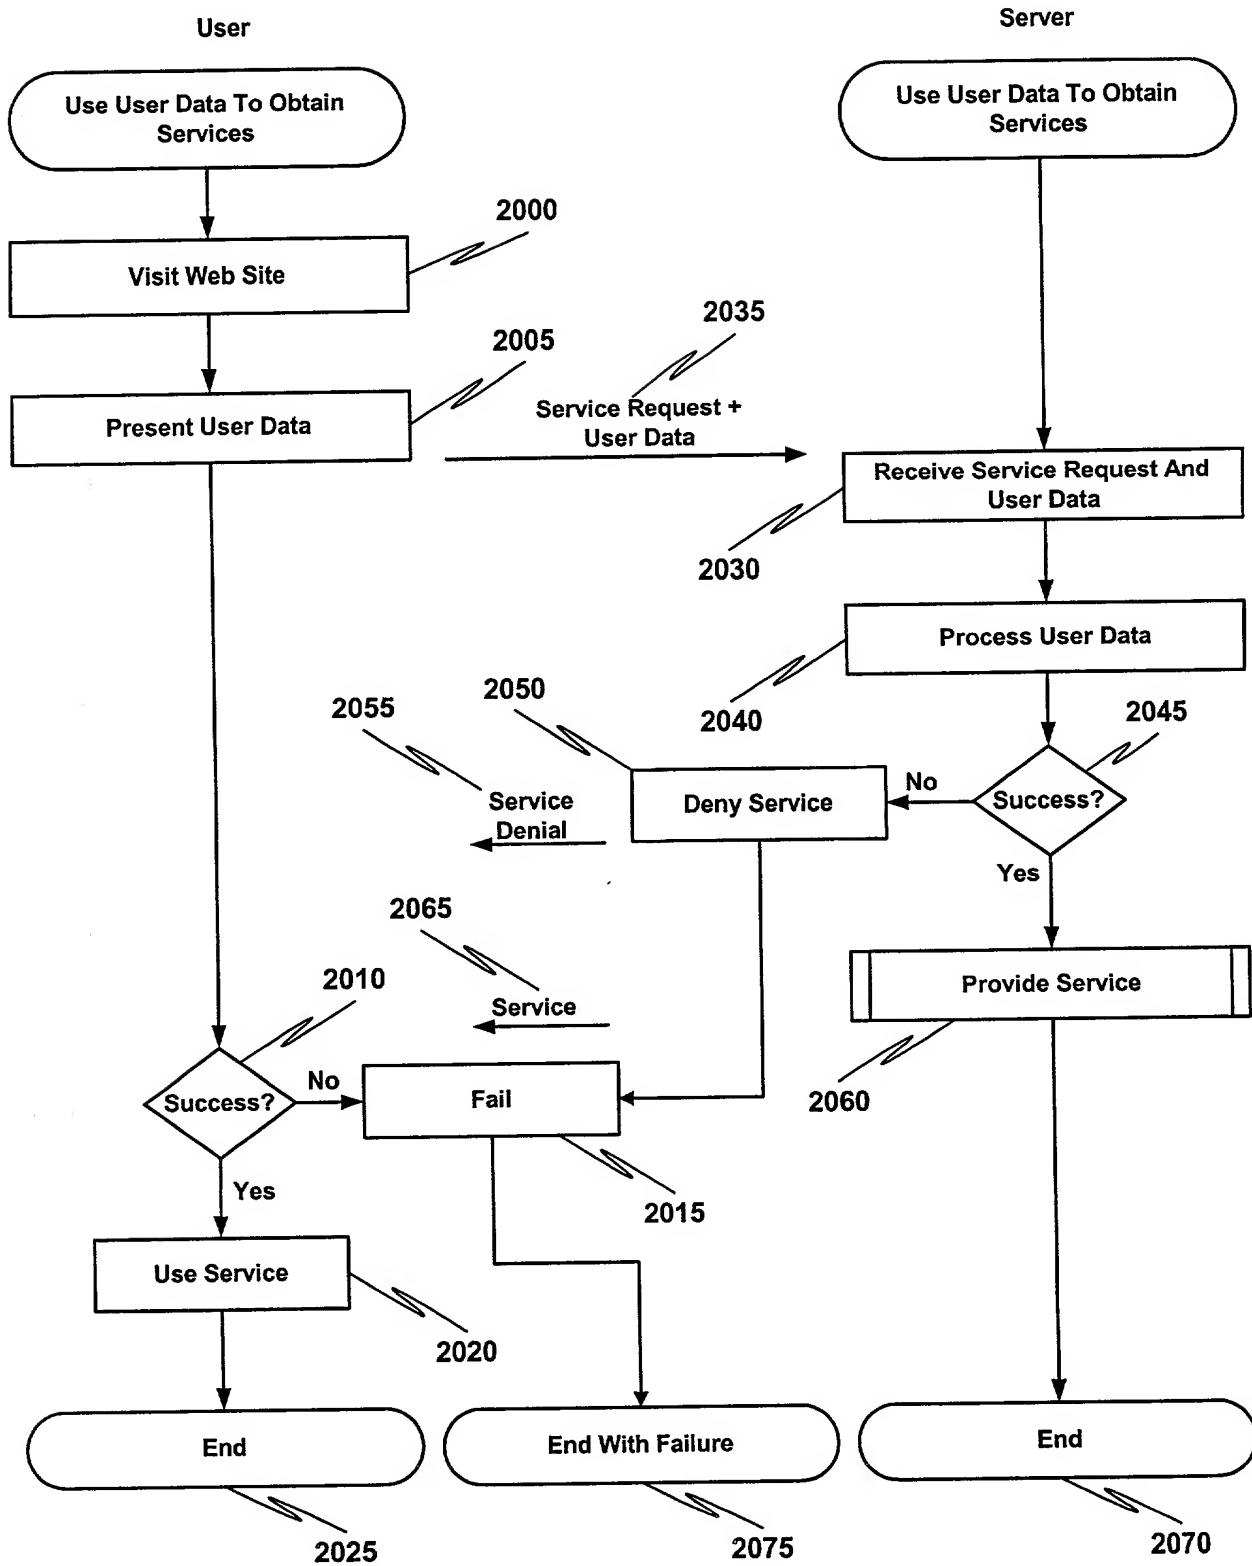 User
Server
Use User Data To Obtain
Services
Use User Data To Obtain
Services
2000
Visit Web Site
2035
2005
Service Request +
User Data
Present User Data
Receive Service Request And
User Data
2030
Process User Data
2040
2045
2050
2055
Service
Denial
Deny Service
No
Success?
Yes
2065
Service
Provide Service
2060
2010
Success?
No
Fail
2015
Yes
Use Service
2020
End
End With Failure
End
2025
2075
2070